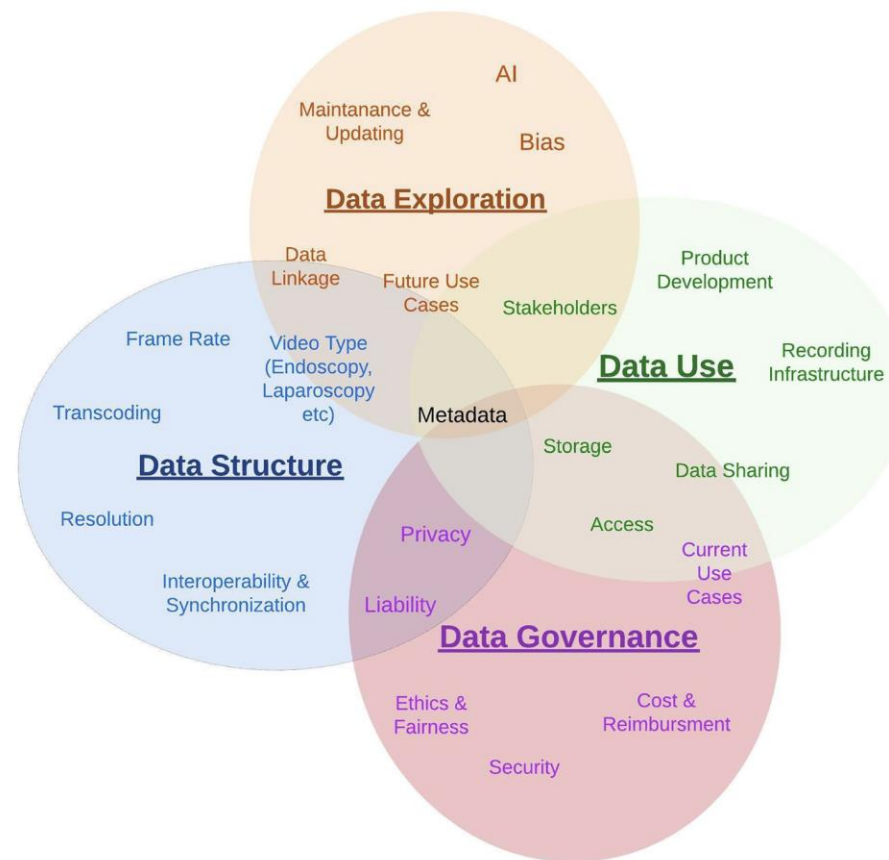 AI
Maintanance &
Updating
Bias
Data Exploration
Data
Linkage
Future Use
Cases
Stakeholders
Product
Development
Recording
Infrastructure
Data Use
Frame Rate
Video Type
(Endoscopy,
Laparoscopy
etc)
Transcoding
Metadata
Data Structure
Storage
Data Sharing
Resolution
Privacy
Access
Current
Use
Cases
Interoperability &
Synchronization
Liability
Data Governance
Ethics &
Fairness
Cost &
Reimbursment
Security